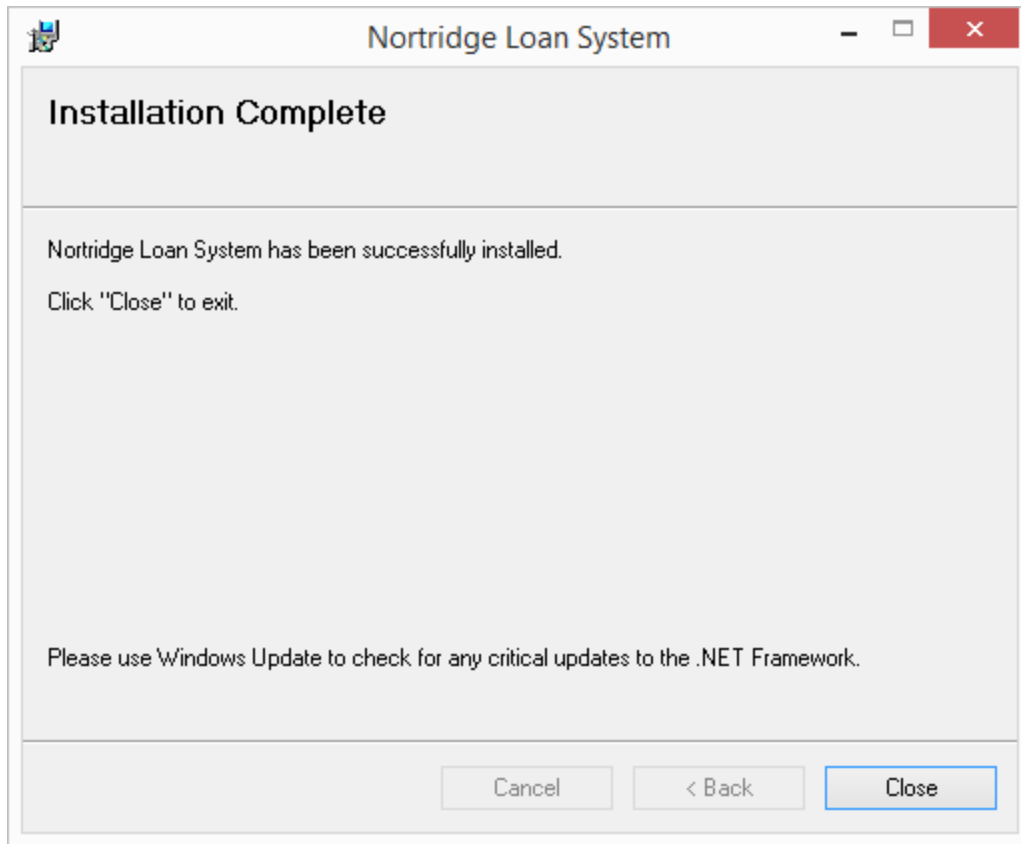 Nortridge Loan System
Installation Complete
Nortridge Loan System has been successfully installed.
Click "Close" to exit.
Please use Windows Update to check for any critical updates to the .NET Framework.
Cancel
< Back
Close